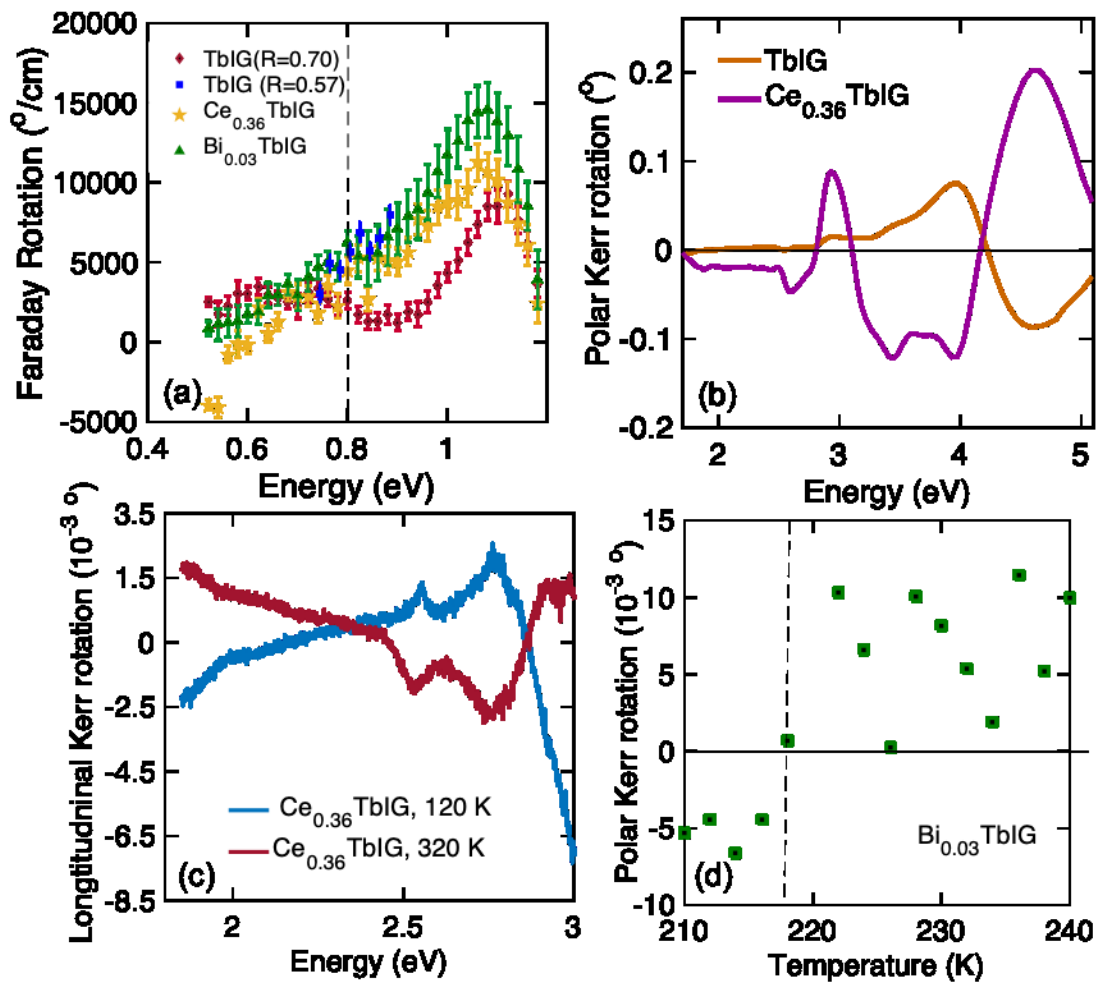 20000
15000
10000
5000
0
-5000
Faraday Rotation (°/cm)
TbIG(R=0.70)
TbIG (R=0.57)
Ce0.36TbIG
Bi0.03TbIG
(a)
0.4 0.6 0.8 1
Energy (eV)
0.2
0.1
0
-0.1
-0.2
Polar Kerr rotation (°)
TbIG
Ce0.36TbIG
(b)
2 3 4 5
Energy (eV)
3.5
1.5
0
-2.5
-4.5
-6.5
-8.5
Longtitudninal Kerr rotation (10-3 o)
Ce0.36TbIG, 120 K
Ce0.36TbIG, 320 K
(c)
2 2.5 3
Energy (eV)
15
10
5
0
-5
-10
Polar Kerr rotation (10-3 o)
Bi0.03TbIG
(d)
210 220 230 240
Temperature (K)